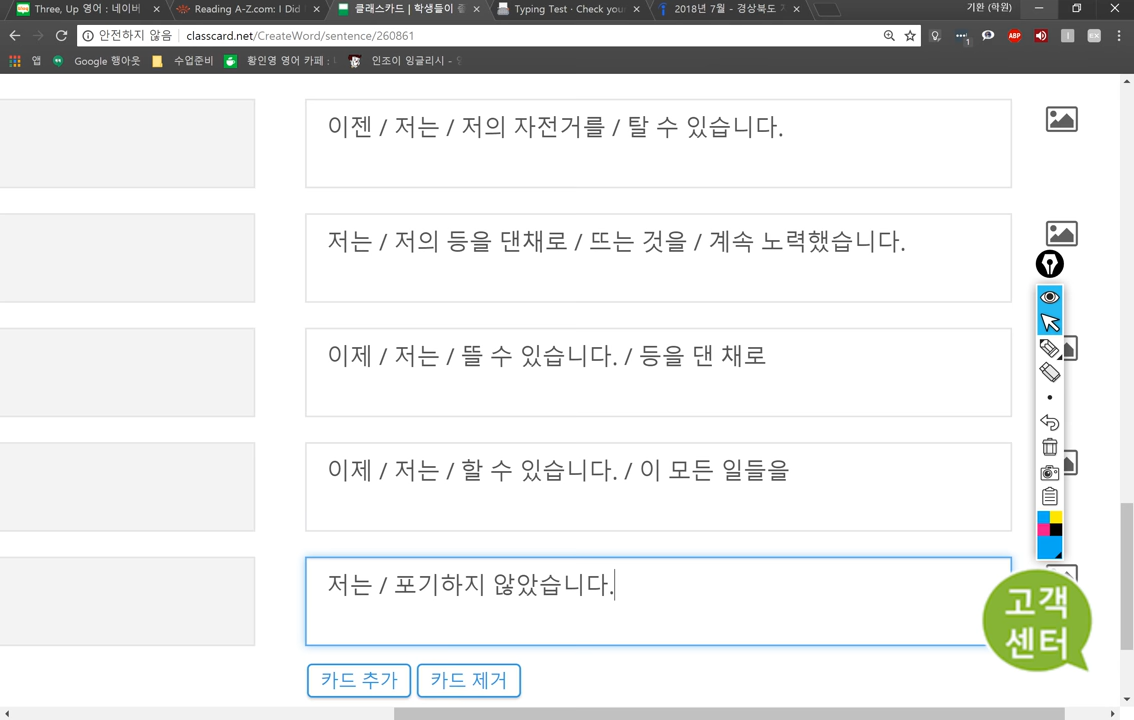 Three, Up 영어 : 네이버
Reading A-Z.com: I Did
클래스카드 | 학생들이
Typing Test · Check you
2018년 7월 - 경상북도
기환 (학원)
안전하지 않음
classcard.net/CreateWord/sentence/260861
1
ABP
EX
앱
Google 행아웃
수업준비
황인영 영어 카페 :
인조이 잉글리시 -
이젠 / 저는 / 저의 자전거를 / 탈 수 있습니다.
저는 / 저의 등을 댄채로 / 뜨는 것을 / 계속 노력했습니다.
이제 / 저는 / 뜰 수 있습니다. / 등을 댄 채로
이제 / 저는 / 할 수 있습니다. / 이 모든 일들을
저는 / 포기하지 않았습니다.
고객
센터
카드 추가
카드 제거